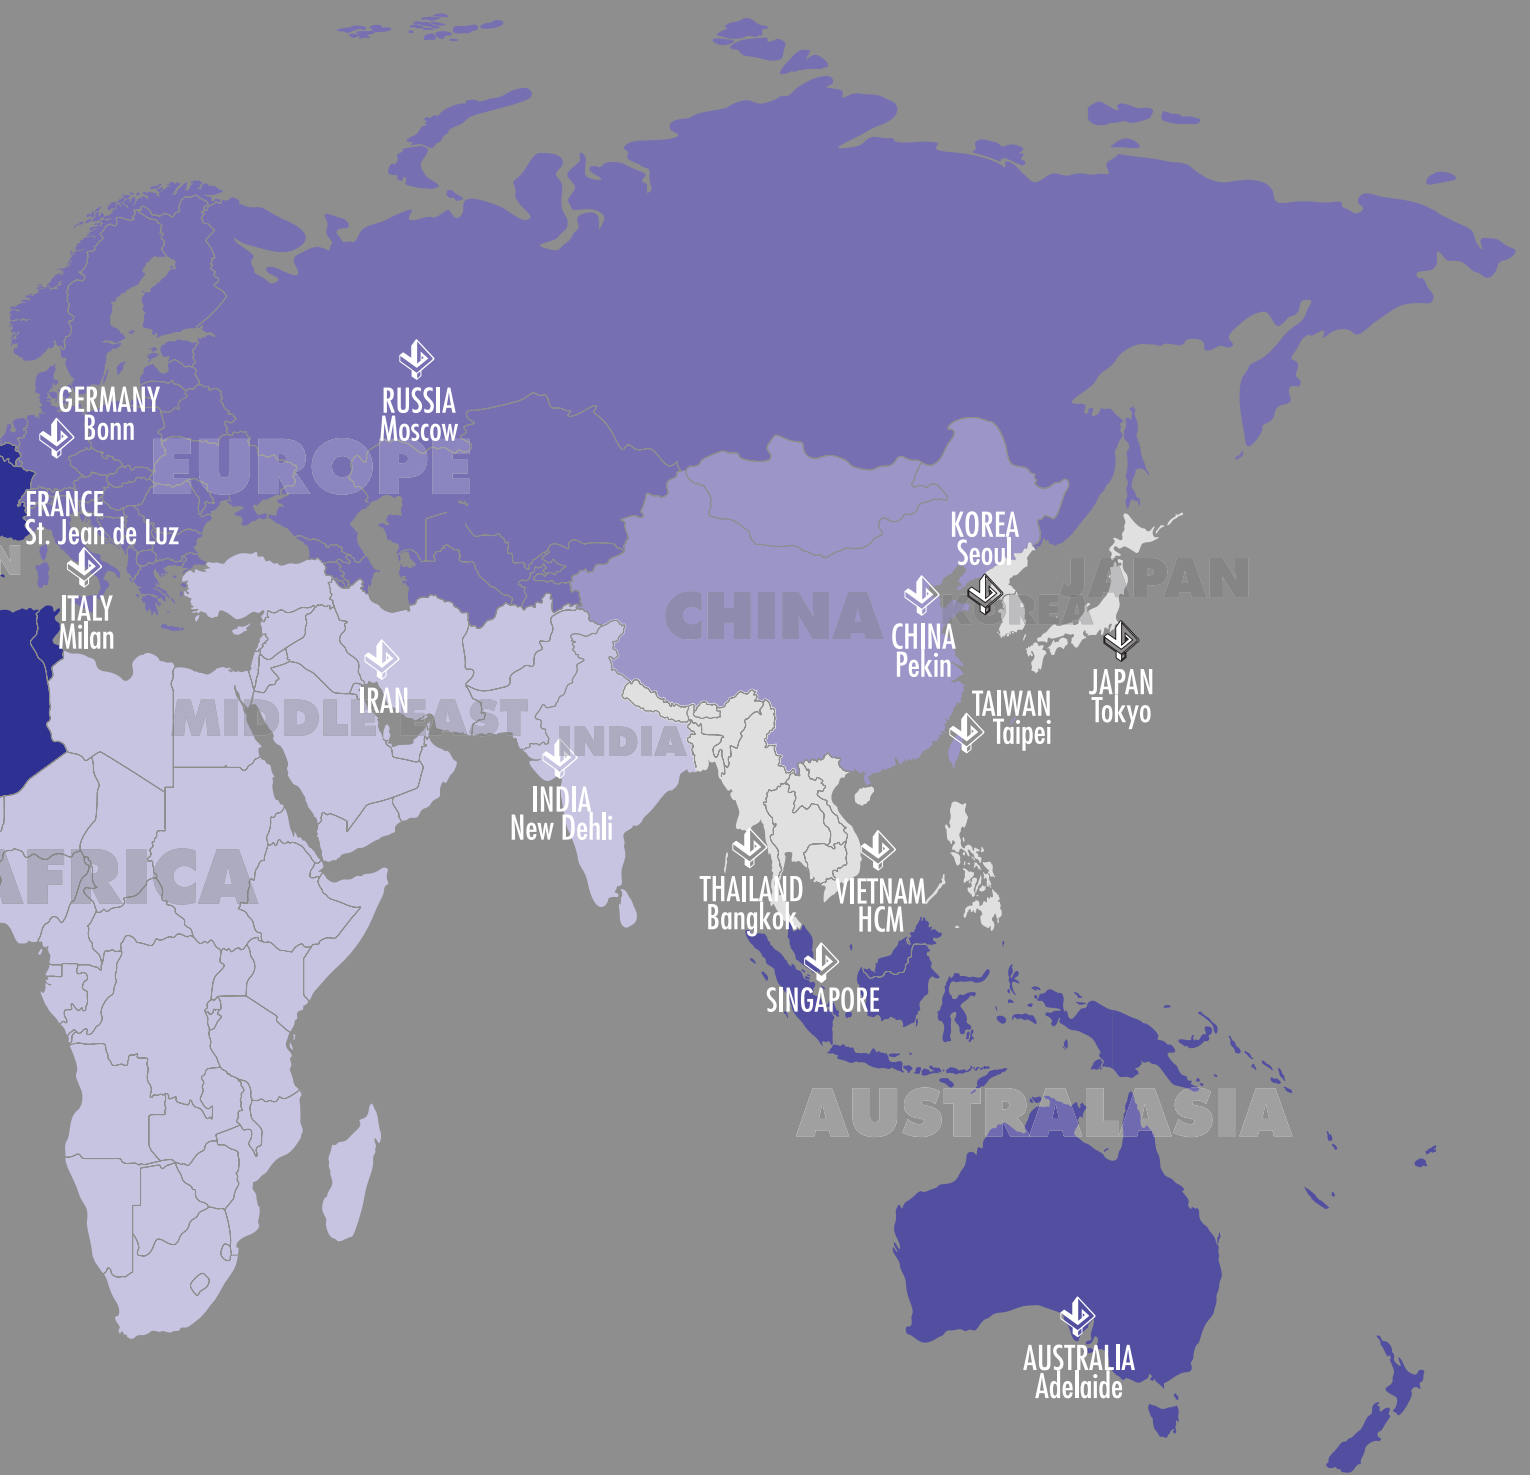 GERMANY
Bonn
RUSSIA
Moscow
EUROPE
FRANCE
St. Jean de Luz
N
ITALY
Milan
KOREA
Seoul
JAPAN
CHINA
KOREA
CHINA
Pekin
JAPAN
Tokyo
TAIWAN
Taipei
IRAN
MIDDLE EAST
INDIA
INDIA
New Dehli
AFRICA
THAILAND
Bangkok
VIETNAM
HCM
SINGAPORE
AUSTRALASIA
AUSTRALIA
Adelaide